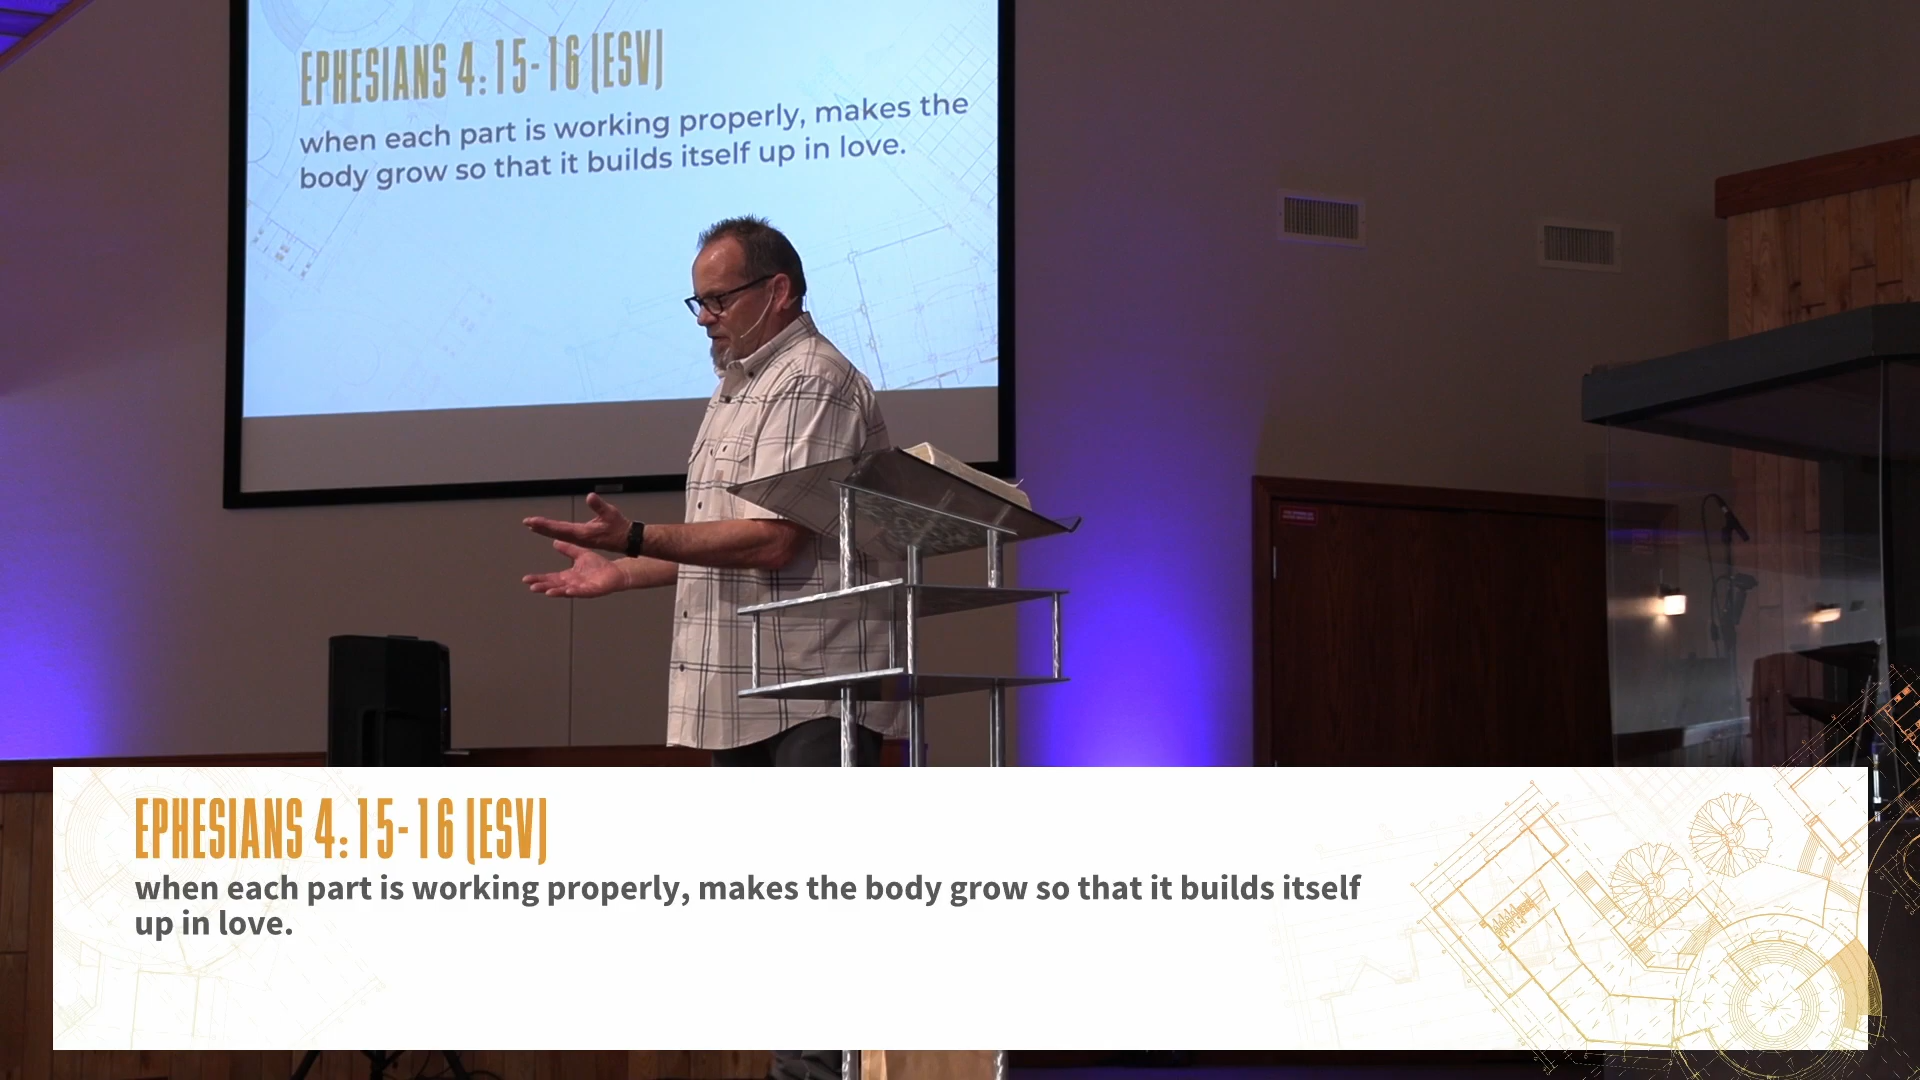 EPHESIANS 4:15-16 (ESV)
when each part is working properly, makes the
body grow so that it builds itself up in love.
EPHESIANS 4:15-16 (ESV)
when each part is working properly, makes the body grow so that it builds itself
up in love.